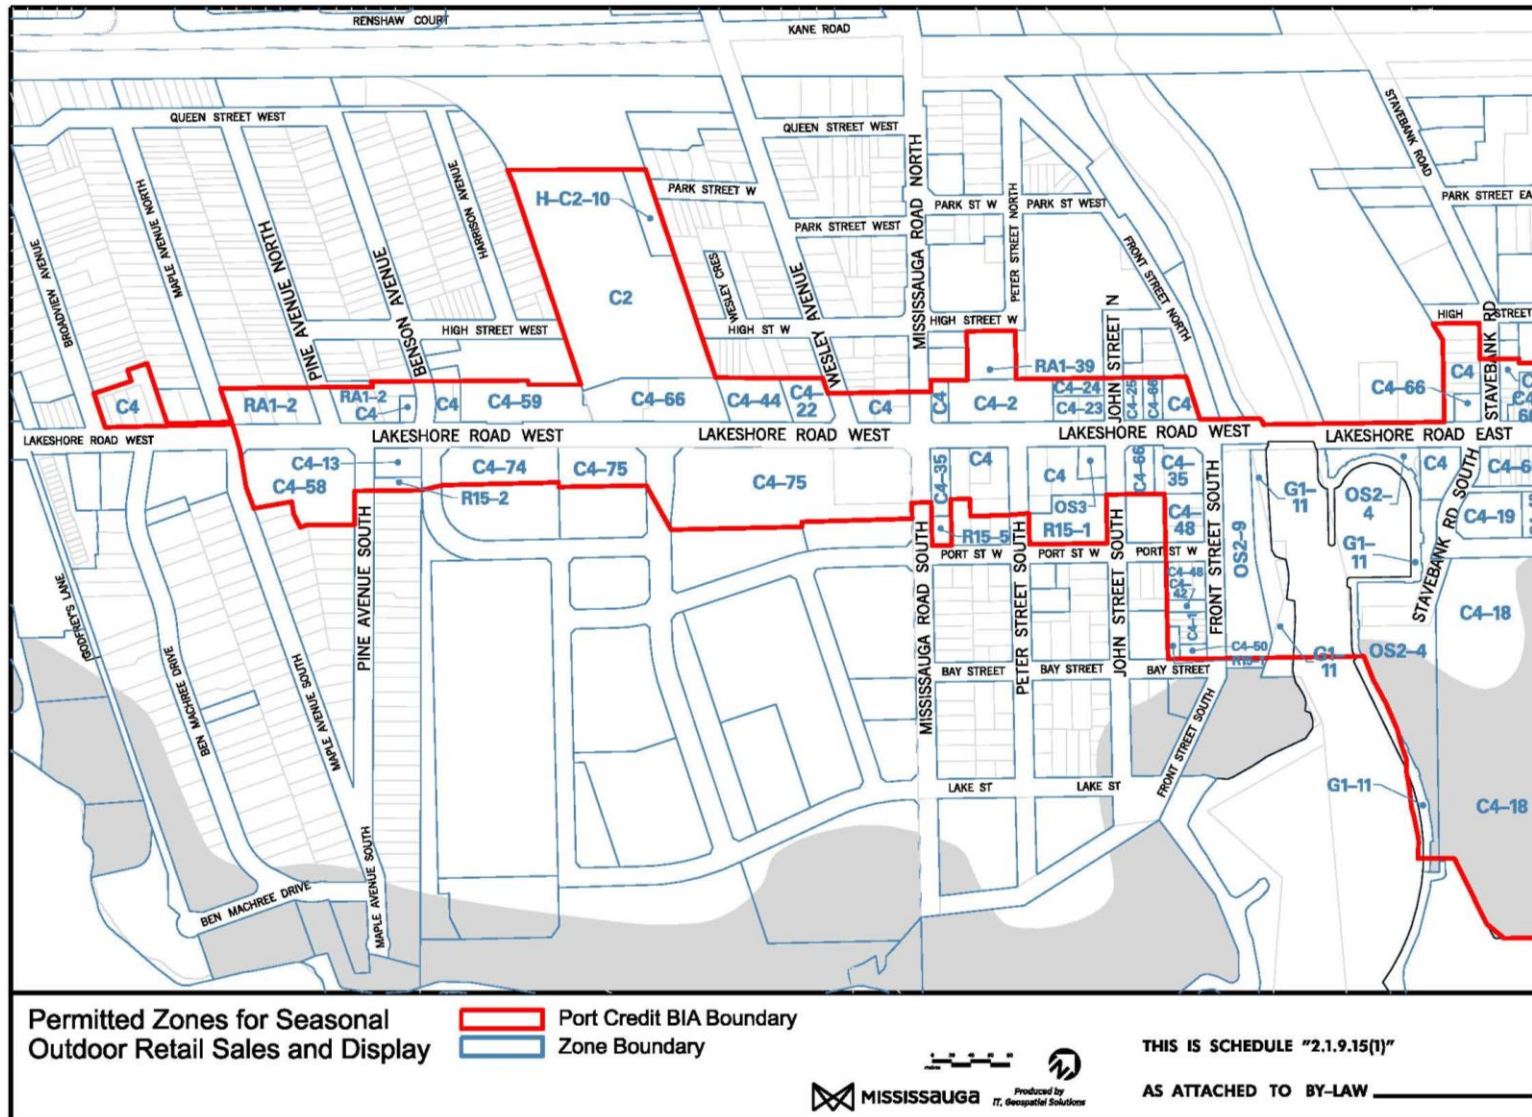 RENSHAW COURT
KANE ROAD
QUEEN STREET WEST
QUEEN STREET WEST
STAVEBANK ROAD
BROADVIEW AVENUE
MAPLE AVENUE NORTH
PINE AVENUE NORTH
BENSON AVENUE
HARRISON AVENUE
H-C2-10
PARK STREET W
PARK STREET WEST
WESLEY CRES
WESLEY AVENUE
MISSISSAUGA ROAD NORTH
PARK ST W
PETER STREET NORTH
PARK ST WEST
FRONT STREET NORTH
PARK STREET EA
C2
HIGH STREET WEST
HIGH ST W
HIGH STREET W
JOHN STREET N
HIGH STREET
STAVEBANK RD
RA1-39
C4
RA1-2
RA1-2
C4
C4
C4-59
C4-66
C4-44
C4-22
C4
C4
C4-2
C4-24
C4-23
C4-25
C4-66
C4
C4-66
C4
C4
LAKESHORE ROAD WEST
LAKESHORE ROAD WEST
LAKESHORE ROAD WEST
LAKESHORE ROAD WEST
LAKESHORE ROAD EAST
C4-13
C4-58
R15-2
C4-74
C4-75
C4-75
C4-35
C4
C4
OS3
C4-66
C4-35
C4-48
R15-5
R15-1
G1-11
OS2-4
C4
C4-6
C4-19
OS2-9
G1-11
PORT ST W
PORT ST W
PORT ST W
C4-48
C4-42
C4-1
C4-50
GODFREY'S LANE
BEN MACHREE DRIVE
MAPLE AVENUE SOUTH
PINE AVENUE SOUTH
MISSISSAUGA ROAD SOUTH
PETER STREET SOUTH
JOHN STREET SOUTH
FRONT STREET SOUTH
STAVEBANK RD SOUTH
C4-18
BAY STREET
BAY STREET
BAY STREET
G1-11
OS2-4
FRONT STREET SOUTH
LAKE ST
LAKE ST
G1-11
C4-18
BEN MACHREE DRIVE
MAPLE AVENUE SOUTH
Permitted Zones for Seasonal
Outdoor Retail Sales and Display
Port Credit BIA Boundary
Zone Boundary
MISSISSAUGA
Produced by
IT, Geospatial Solutions
THIS IS SCHEDULE "2.1.9.15(1)"
AS ATTACHED TO BY-LAW